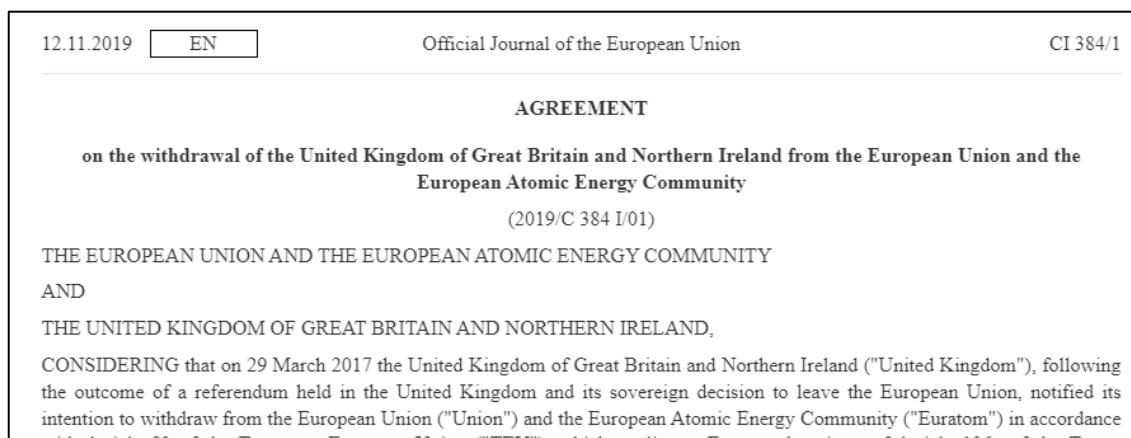 12.11.2019 EN Official Journal of the European Union CI 384/1
AGREEMENT
on the withdrawal of the United Kingdom of Great Britain and Northern Ireland from the European Union and the
European Atomic Energy Community
(2019/C 384 I/01)
THE EUROPEAN UNION AND THE EUROPEAN ATOMIC ENERGY COMMUNITY
AND
THE UNITED KINGDOM OF GREAT BRITAIN AND NORTHERN IRELAND,
CONSIDERING that on 29 March 2017 the United Kingdom of Great Britain and Northern Ireland ("United Kingdom"), following
the outcome of a referendum held in the United Kingdom and its sovereign decision to leave the European Union, notified its
intention to withdraw from the European Union ("Union") and the European Atomic Energy Community ("Euratom") in accordance